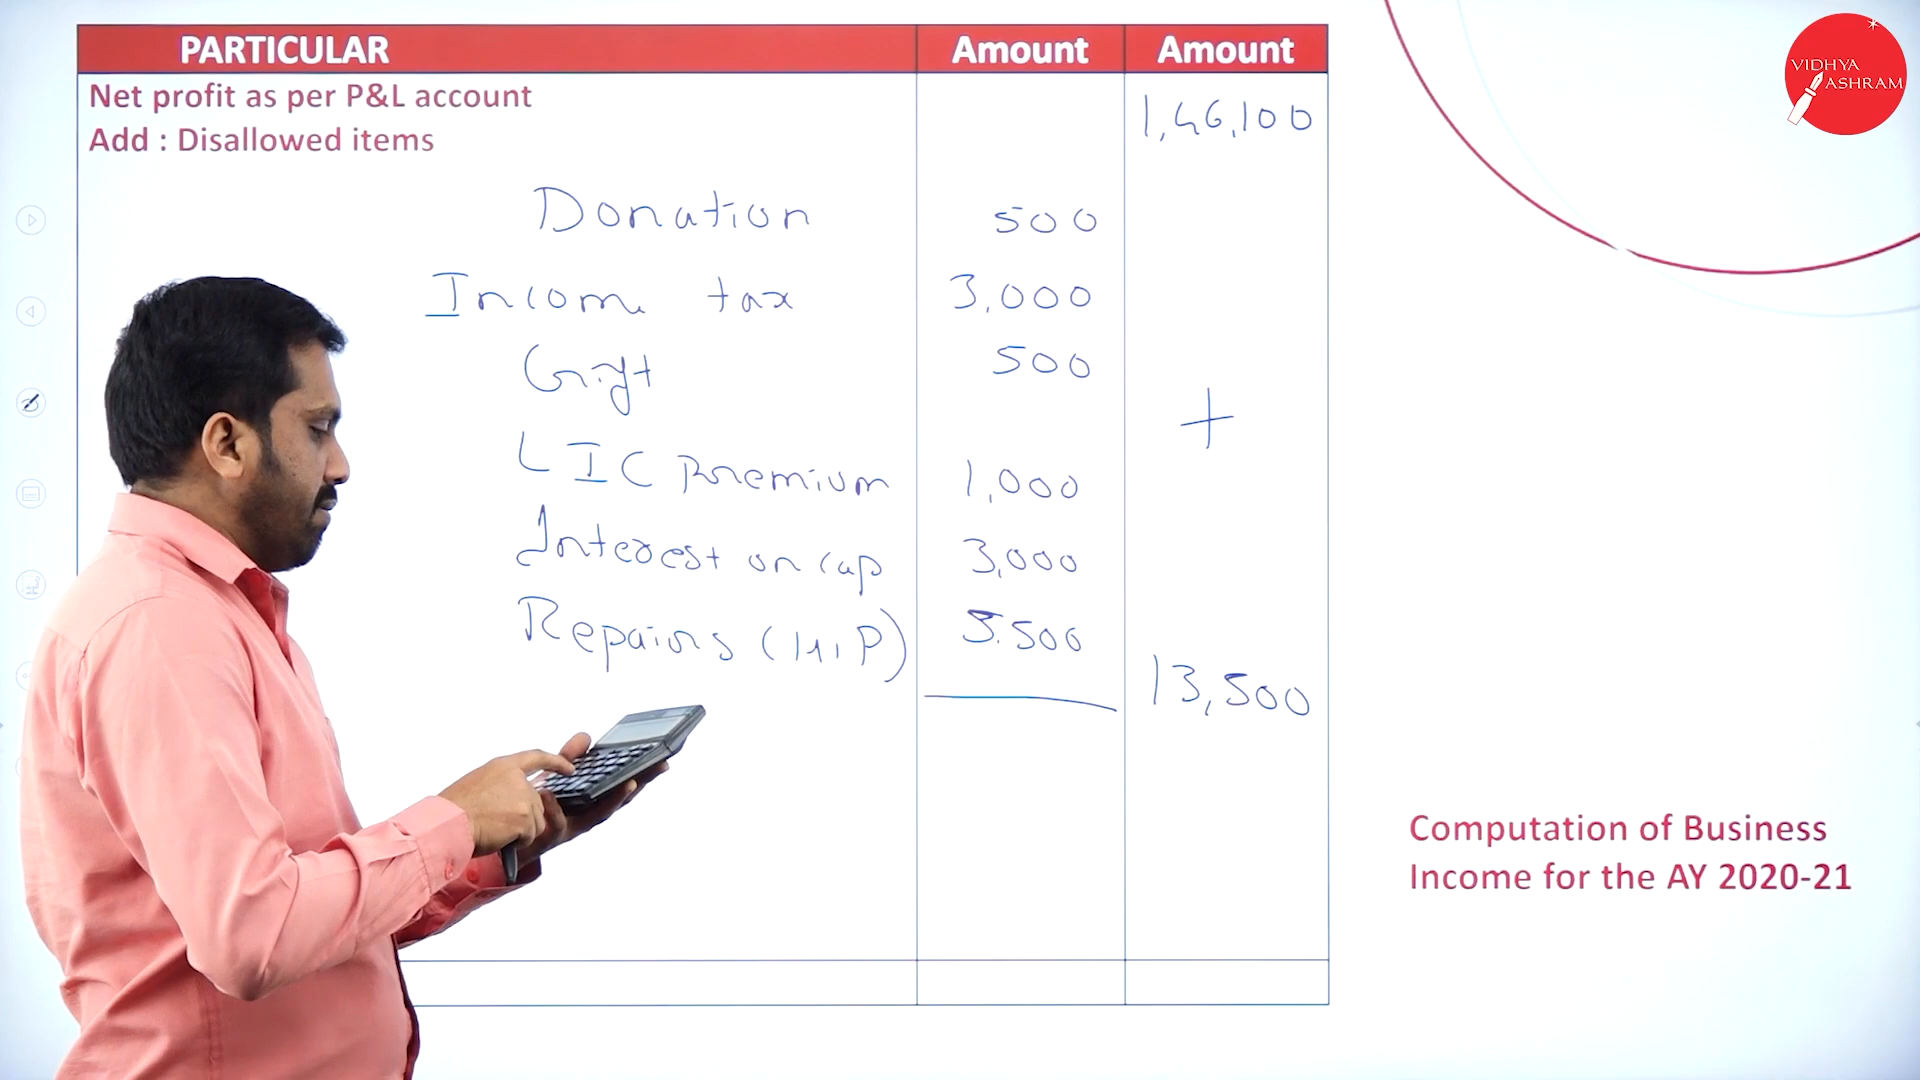 PARTICULAR Amount Amount
Net profit as per P&L account 1,46,100
Add : Disallowed items
Donation 500
Income tax 3,000
Gift 500
LIC Premium 1,000
+
Interest on cap 3,000
Repairs (H.P) 5.500
13,500
Computation of Business
Income for the AY 2020-21
VIDHYA
ASHRAM